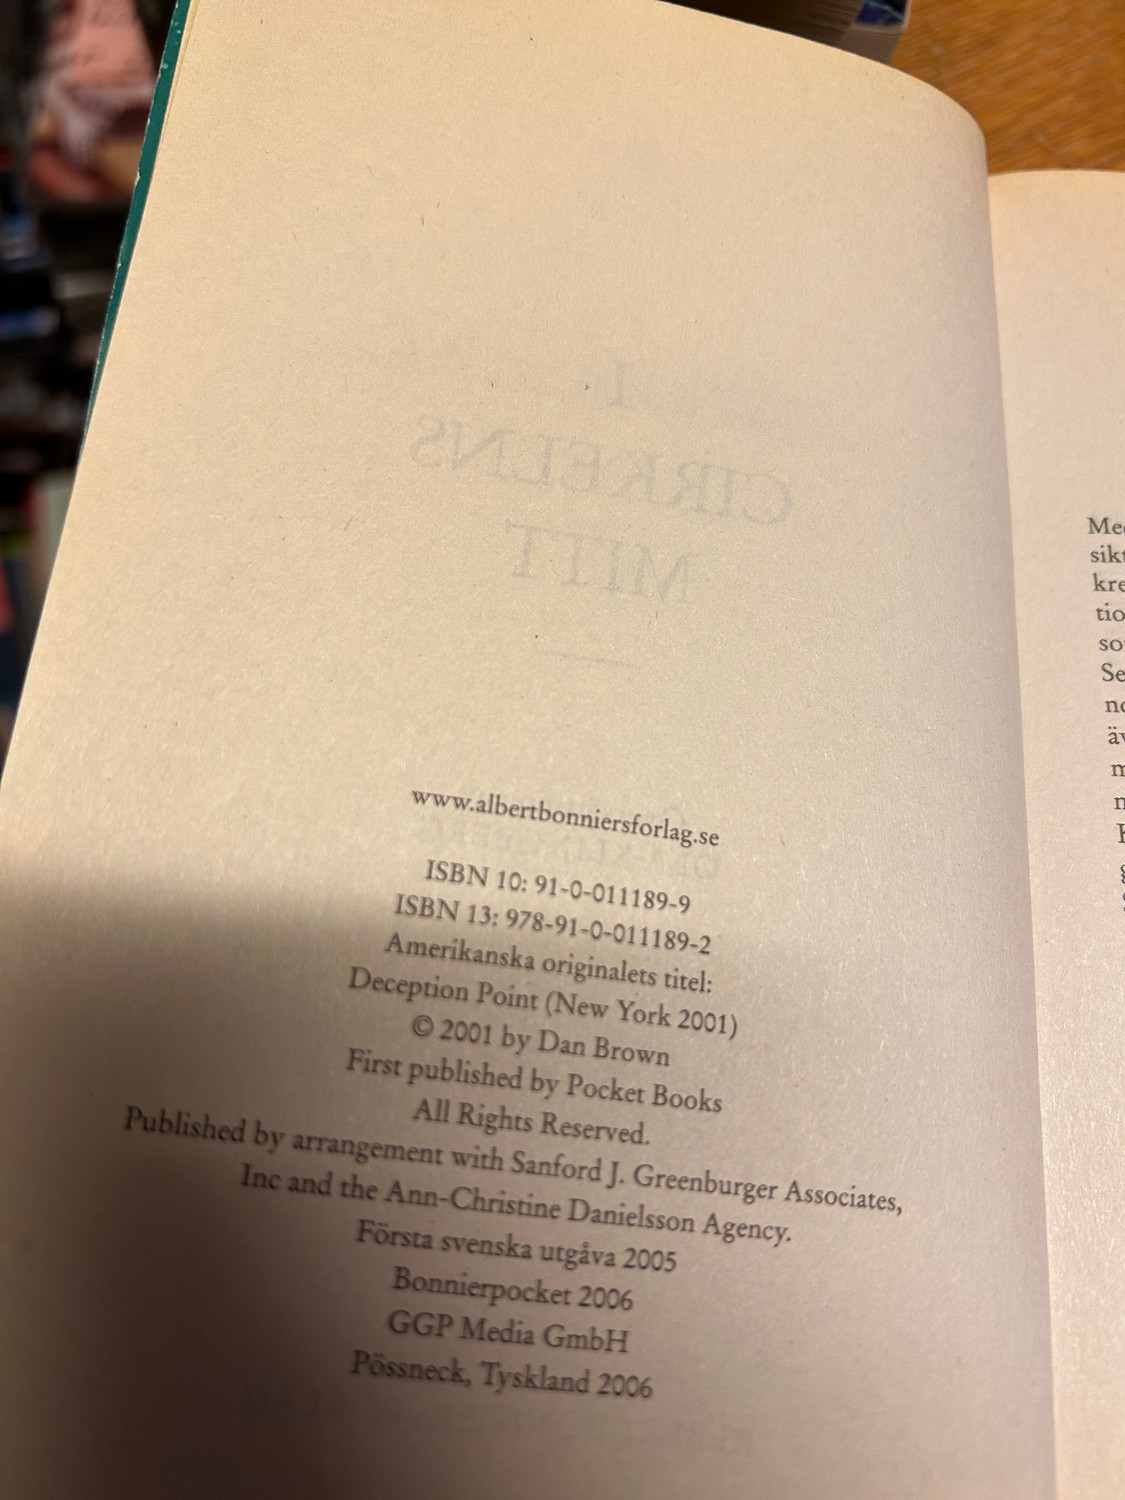 I
CIRKELNS
MITT
www.albertbonniersforlag.se
ISBN 10: 91-0-011189-9
ISBN 13: 978-91-0-011189-2
Amerikanska originalets titel:
Deception Point (New York 2001)
© 2001 by Dan Brown
First published by Pocket Books
All Rights Reserved.
Published by arrangement with Sanford J. Greenburger Associates,
Inc and the Ann-Christine Danielsson Agency.
Första svenska utgåva 2005
Bonnierpocket 2006
GGP Media GmbH
Pössneck, Tyskland 2006